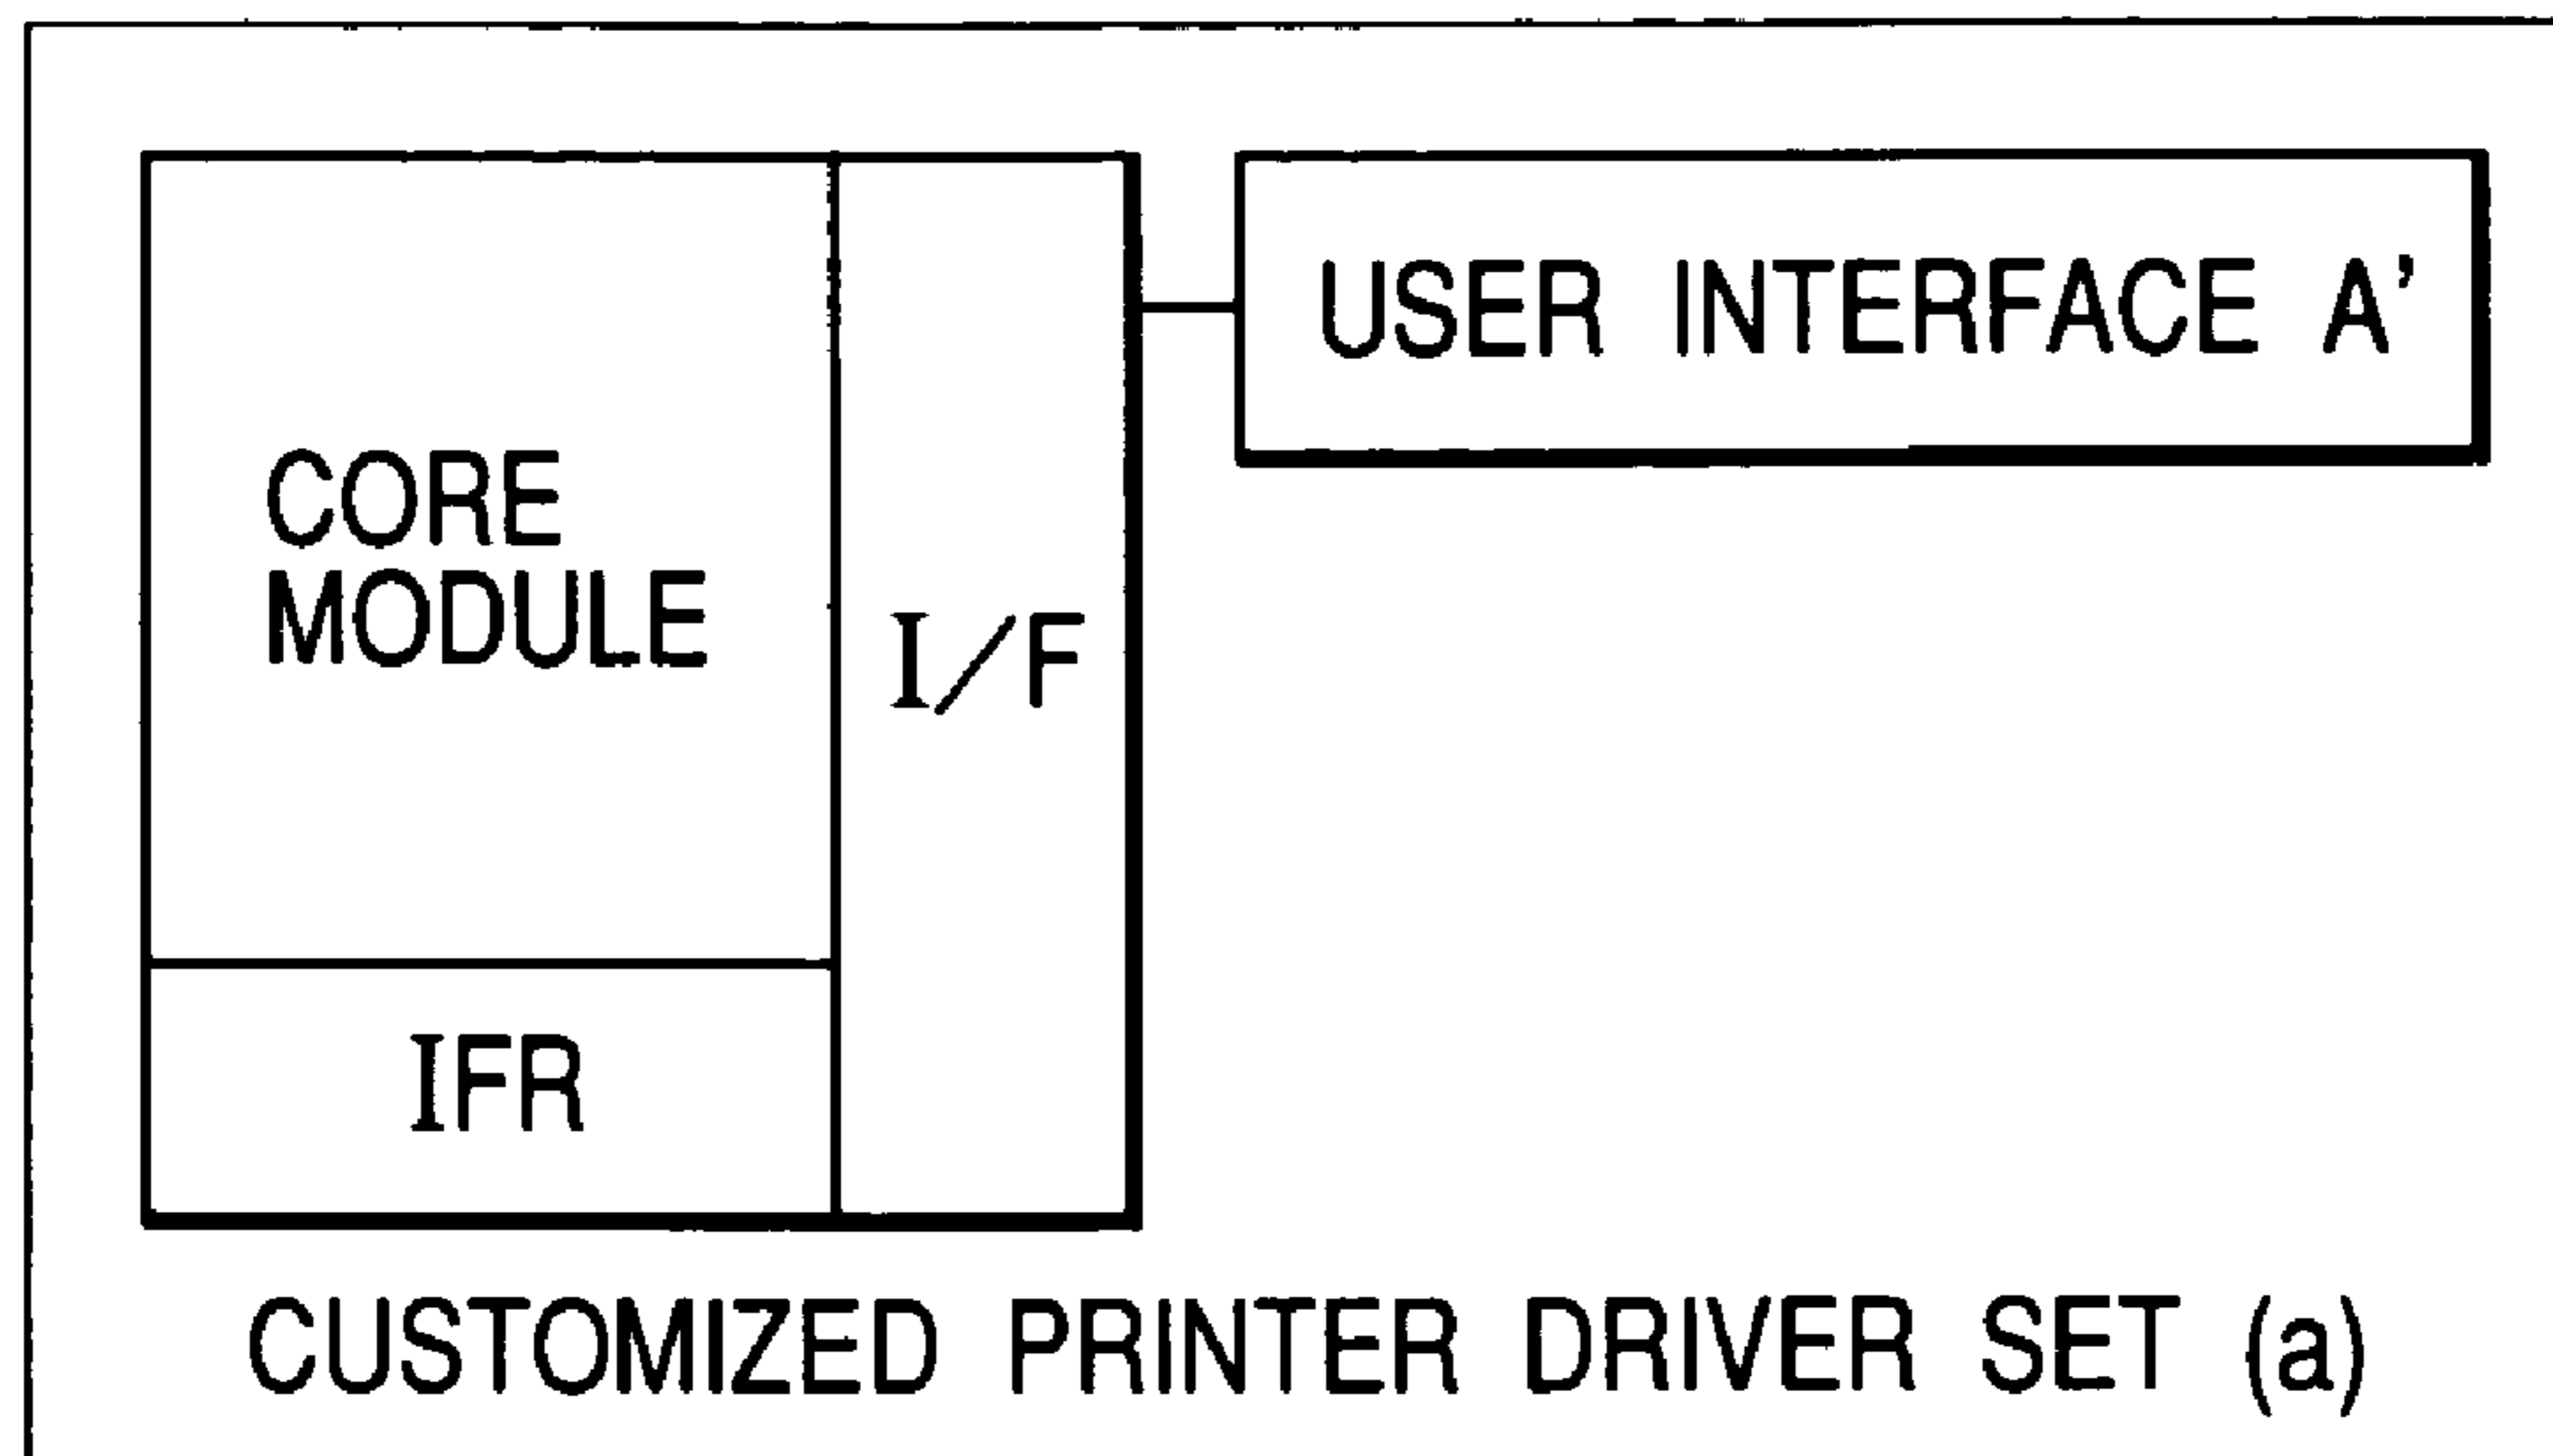 USER INTERFACE A'
CORE
MODULE
I/F
IFR
CUSTOMIZED PRINTER DRIVER SET (a)